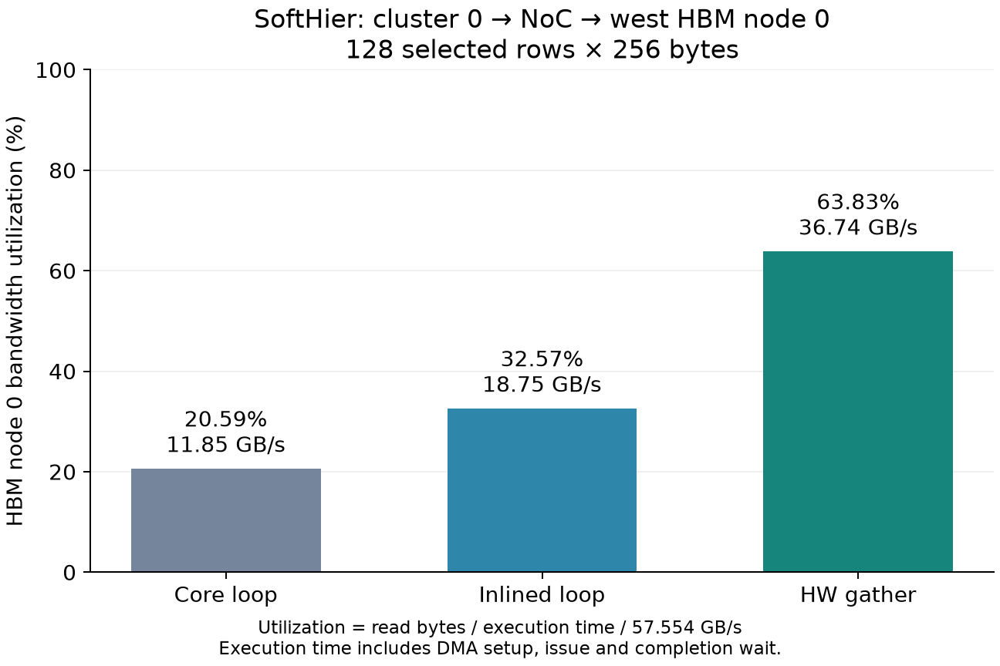 SoftHier: cluster 0 → NoC → west HBM node 0
128 selected rows × 256 bytes
HBM node 0 bandwidth utilization (%)
100
80
60
40
20
0
20.59%
11.85 GB/s
32.57%
18.75 GB/s
63.83%
36.74 GB/s
Core loop
Inlined loop
HW gather
Utilization = read bytes / execution time / 57.554 GB/s
Execution time includes DMA setup, issue and completion wait.